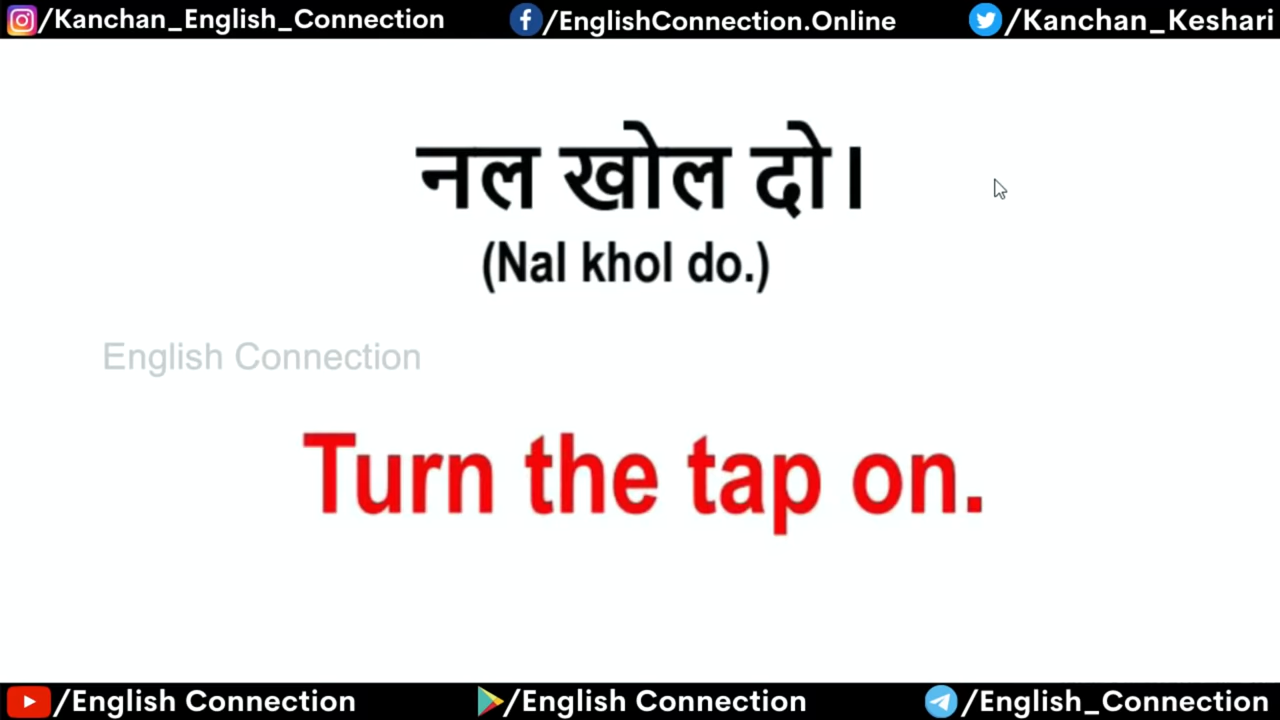 /Kanchan_English_Connection /EnglishConnection.Online /Kanchan_Keshari
नल खोल दो।
(Nal khol do.)
English Connection
Turn the tap on.
/English Connection /English Connection /English_Connection